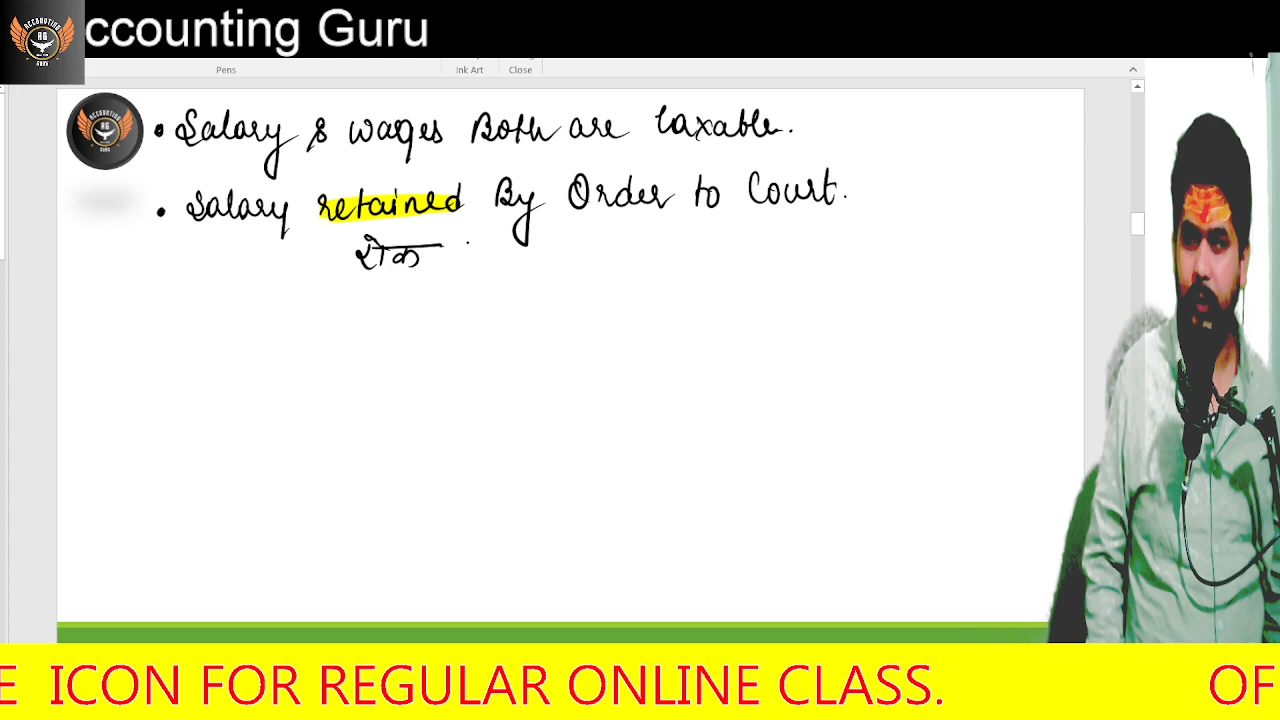 ccounting Guru
Pens Ink Art Close
• Salary & wages Both are taxable.
• Salary retained By Order to Court.
रोक
E ICON FOR REGULAR ONLINE CLASS. OF